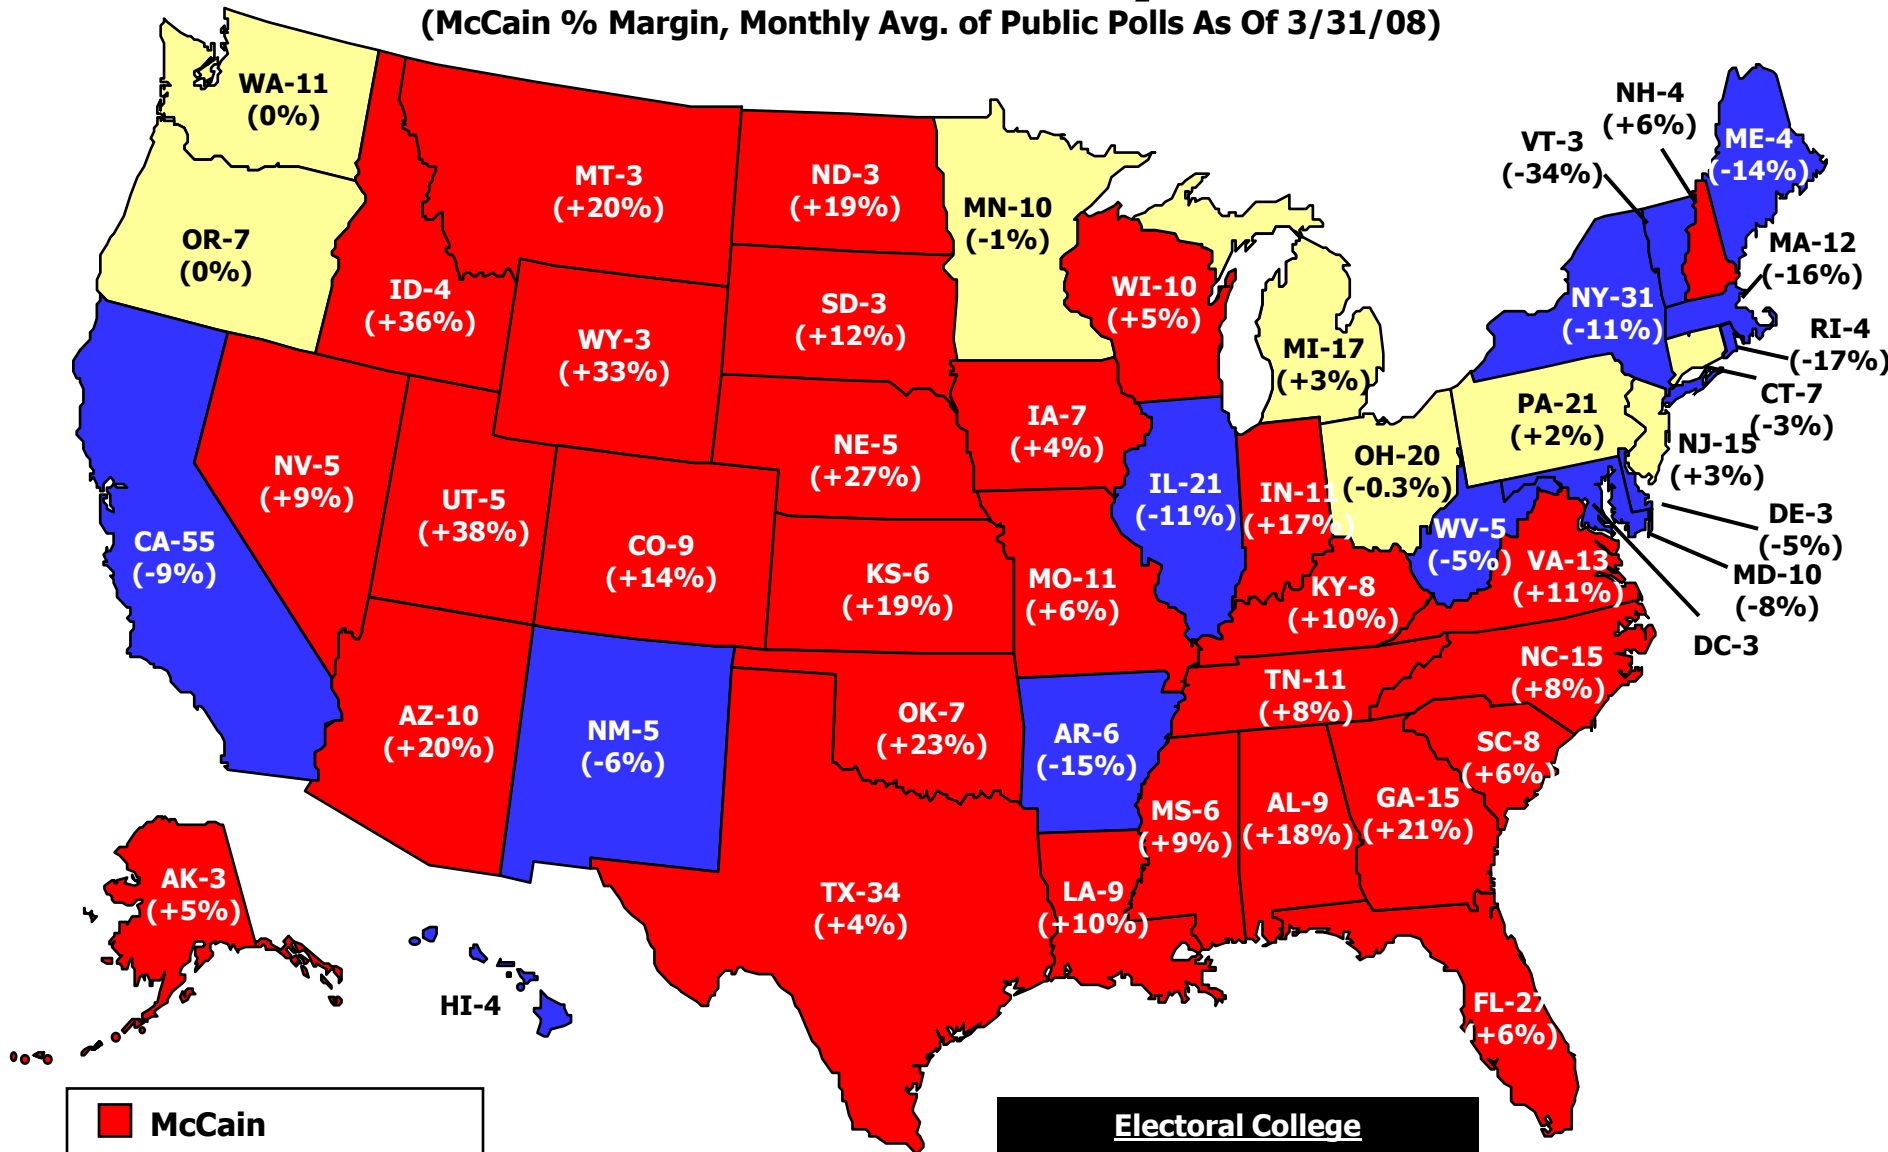 (McCain % Margin, Monthly Avg. of Public Polls As Of 3/31/08)
WA-11
(0%)
OR-7
(0%)
CA-55
(-9%)
NV-5
(+9%)
ID-4
(+36%)
MT-3
(+20%)
WY-3
(+33%)
UT-5
(+38%)
CO-9
(+14%)
AZ-10
(+20%)
NM-5
(-6%)
ND-3
(+19%)
SD-3
(+12%)
NE-5
(+27%)
KS-6
(+19%)
OK-7
(+23%)
TX-34
(+4%)
MN-10
(-1%)
IA-7
(+4%)
MO-11
(+6%)
AR-6
(-15%)
LA-9
(+10%)
WI-10
(+5%)
IL-21
(-11%)
MI-17
(+3%)
IN-11
(+17%)
OH-20
(-0.3%)
KY-8
(+10%)
TN-11
(+8%)
MS-6
(+9%)
AL-9
(+18%)
GA-15
(+21%)
FL-27
(+6%)
SC-8
(+6%)
NC-15
(+8%)
VA-13
(+11%)
WV-5
(-5%)
PA-21
(+2%)
NY-31
(-11%)
VT-3
(-34%)
NH-4
(+6%)
ME-4
(-14%)
MA-12
(-16%)
RI-4
(-17%)
CT-7
(-3%)
NJ-15
(+3%)
DE-3
(-5%)
MD-10
(-8%)
DC-3
AK-3
(+5%)
HI-4
McCain
Electoral College